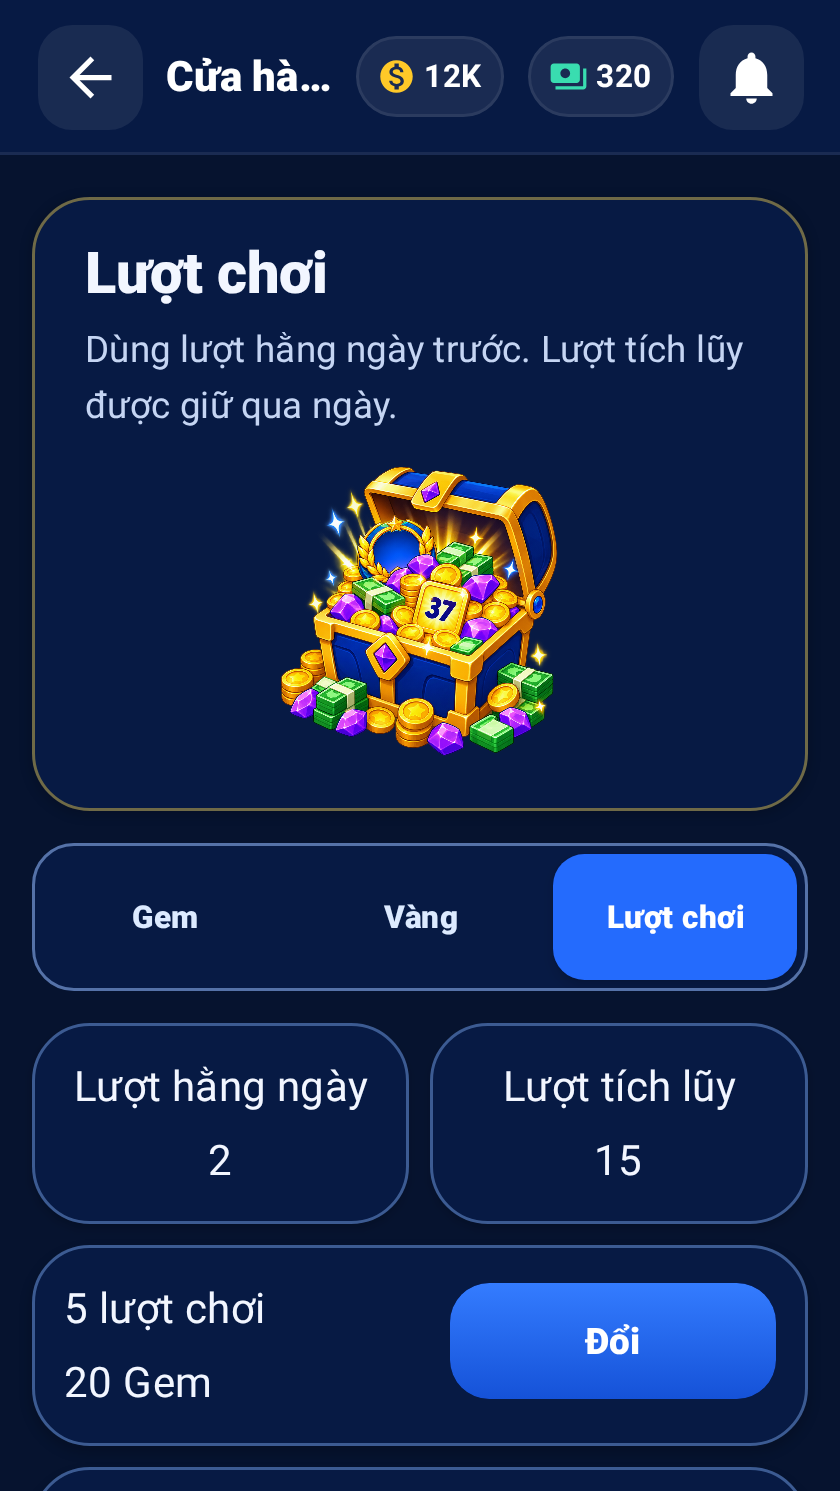 Cửa hà...
12K
320
Lượt chơi
Dùng lượt hằng ngày trước. Lượt tích lũy
được giữ qua ngày.
37
Gem
Vàng
Lượt chơi
Lượt hằng ngày
2
Lượt tích lũy
15
5 lượt chơi
20 Gem
Đổi